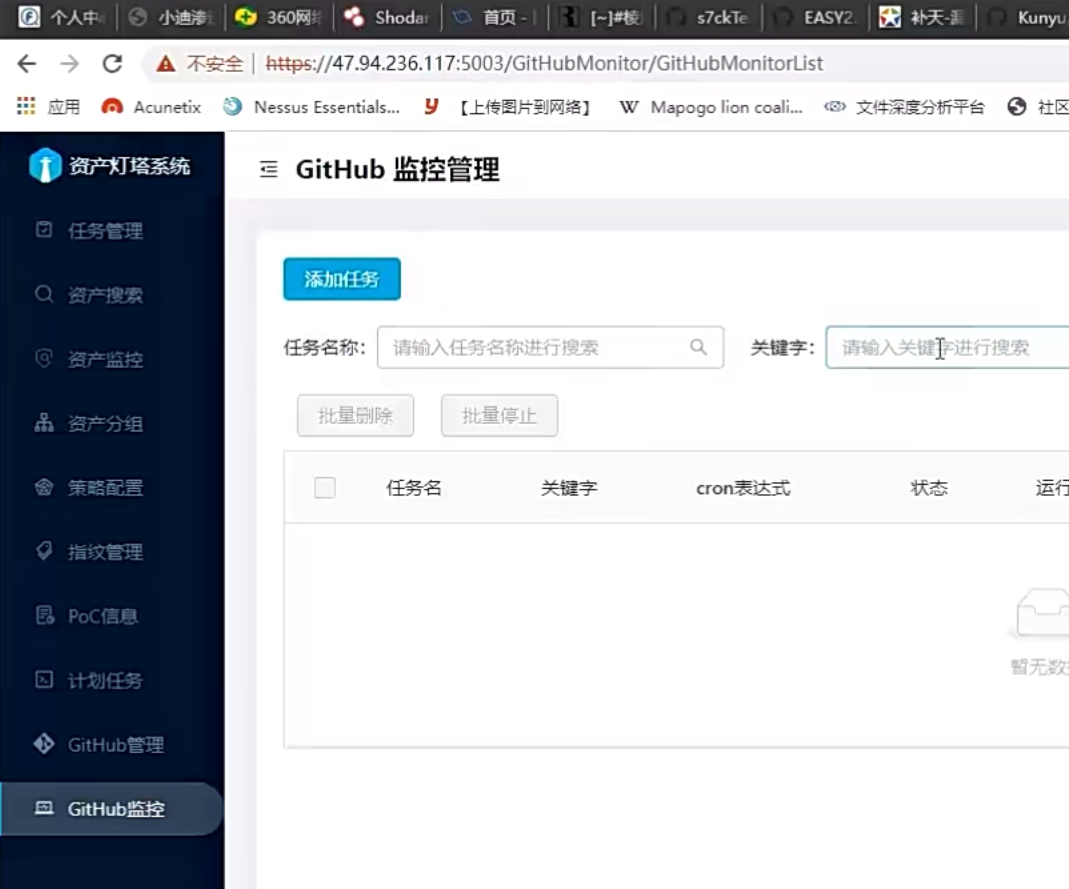 个人中 小迪渗 360网络 Shodar 首页 - [~]#棱 s7ckTe EASY2 补天-漏 Kunyu
不安全 | https://47.94.236.117:5003/GitHubMonitor/GitHubMonitorList
应用 Acunetix Nessus Essentials... 【上传图片到网络】 Mapogo lion coali... 文件深度分析平台 社区
资产灯塔系统
GitHub 监控管理
任务管理
资产搜索
资产监控
资产分组
策略配置
指纹管理
PoC信息
计划任务
GitHub管理
GitHub监控
添加任务
任务名称: 请输入任务名称进行搜索 关键字: 请输入关键字进行搜索
批量删除 批量停止
任务名 关键字 cron表达式 状态 运行
暂无数据